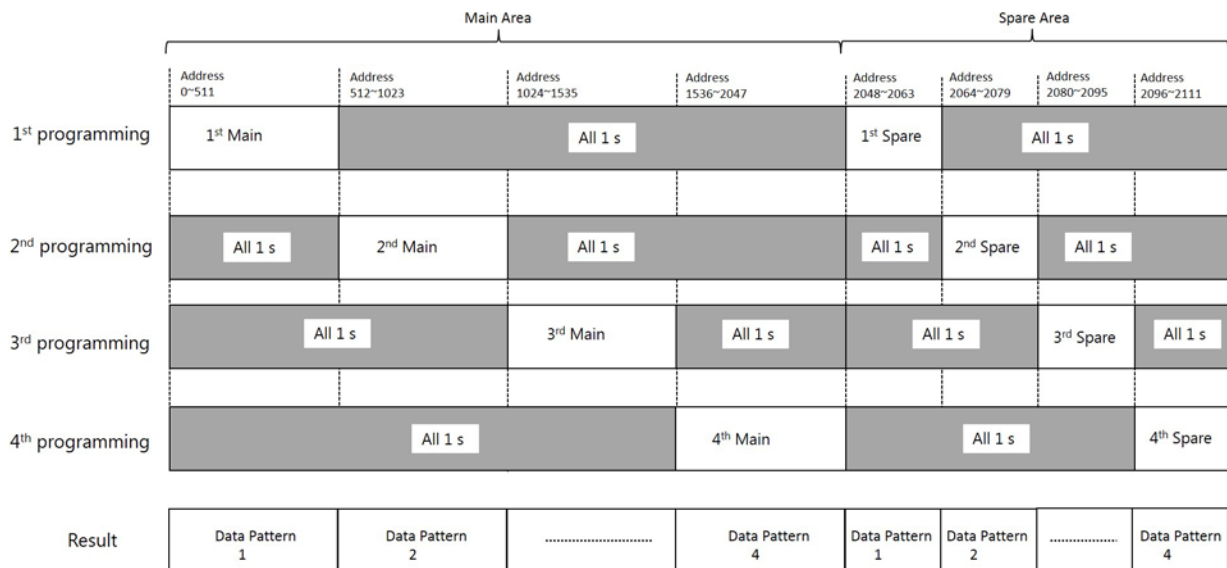 Main Area Spare Area
Address Address Address Address Address Address Address Address
0~511 512~1023 1024~1535 1536~2047 2048~2063 2064~2079 2080~2095 2096~2111
1st programming 1st Main All 1 s 1st Spare All 1 s
2nd programming All 1 s 2nd Main All 1 s All 1 s 2nd Spare All 1 s
3rd programming All 1 s 3rd Main All 1 s All 1 s 3rd Spare All 1 s
4th programming All 1 s 4th Main All 1 s 4th Spare
Result Data Pattern Data Pattern .................... Data Pattern Data Pattern Data Pattern ............. Data Pattern
1 2 4 1 2 4